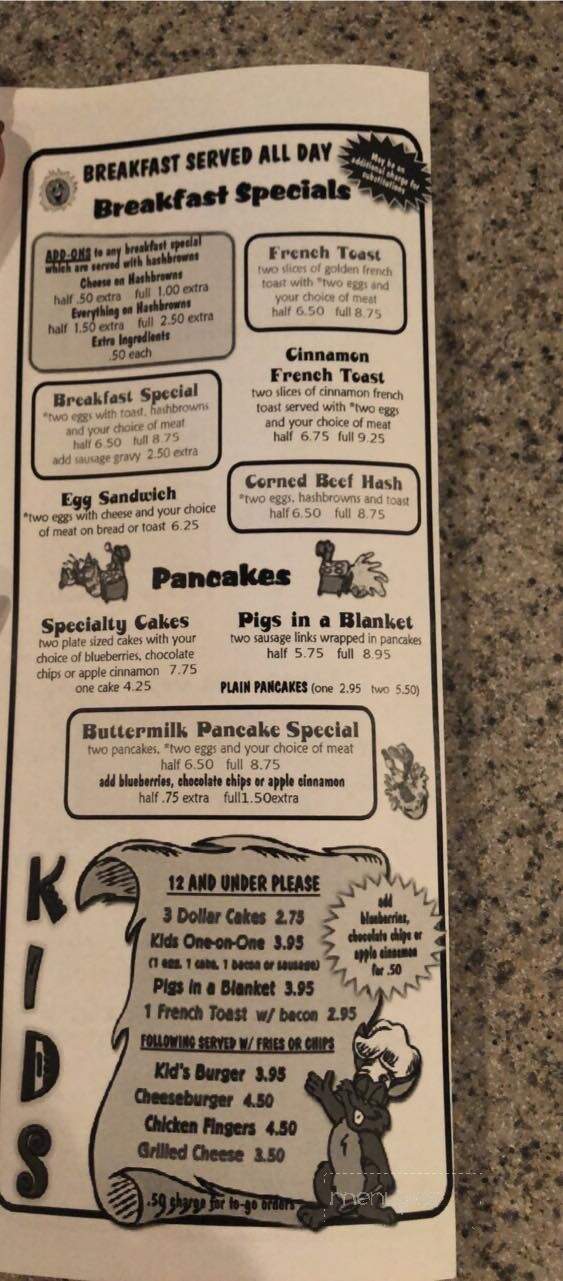 BREAKFAST SERVED ALL DAY
Breakfast Specials
May be an
additional charge for
substitutions
ADD-ONS to any breakfast special
which are served with hashbrowns
Cheese on Hashbrowns
half .50 extra full 1.00 extra
Everything on Hashbrowns
half 1.50 extra full 2.50 extra
Extra Ingredients
.50 each
French Toast
two slices of golden french
toast with *two eggs and
your choice of meat
half 6.50 full 8.75
Cinnamon
French Toast
two slices of cinnamon french
toast served with *two eggs
and your choice of meat
half 6.75 full 9.25
Breakfast Special
*two eggs with toast, hashbrowns
and your choice of meat
half 6.50 full 8.75
add sausage gravy 2.50 extra
Corned Beef Hash
*two eggs, hashbrowns and toast
half 6.50 full 8.75
Egg Sandwich
*two eggs with cheese and your choice
of meat on bread or toast 6.25
Pancakes
Specialty Cakes
two plate sized cakes with your
choice of blueberries, chocolate
chips or apple cinnamon 7.75
one cake 4.25
Pigs in a Blanket
two sausage links wrapped in pancakes
half 5.75 full 8.95
PLAIN PANCAKES (one 2.95 two 5.50)
Buttermilk Pancake Special
two pancakes, *two eggs and your choice of meat
half 6.50 full 8.75
add blueberries, chocolate chips or apple cinnamon
half .75 extra full1.50extra
KIDS
12 AND UNDER PLEASE
3 Dollar Cakes 2.75
Kids One-on-One 3.95
(1 egg, 1 cake, 1 bacon or sausage)
Pigs in a Blanket 3.95
1 French Toast w/ bacon 2.95
add
blueberries,
chocolate chips or
apple cinnamon
for .50
FOLLOWING SERVED W/ FRIES OR CHIPS
Kid's Burger 3.95
Cheeseburger 4.50
Chicken Fingers 4.50
Grilled Cheese 3.50
.50 charge for to-go orders